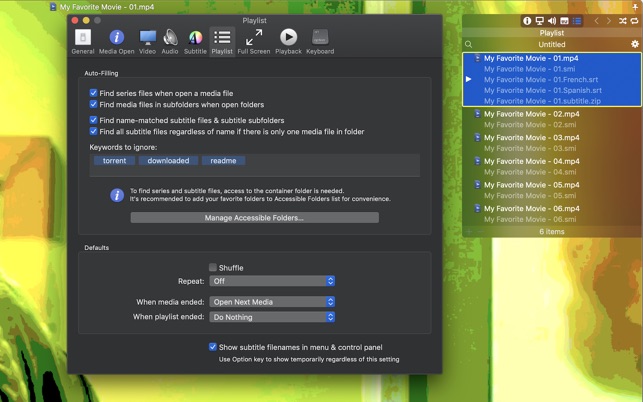 My Favorite Movie - 01.mp4
Playlist
General
Media Open
Video
Audio
Subtitle
Playlist
Full Screen
Playback
Keyboard
Auto-Filling
Find series files when open a media file
Find media files in subfolders when open folders
Find name-matched subtitle files & subtitle subfolders
Find all subtitle files regardless of name if there is only one media file in folder
Keywords to ignore:
torrent downloaded readme
To find series and subtitle files, access to the container folder is needed.
It's recommended to add your favorite folders to Accessible Folders list for convenience.
Manage Accessible Folders...
Defaults
Shuffle
Repeat: Off
When media ended: Open Next Media
When playlist ended: Do Nothing
Show subtitle filenames in menu & control panel
Use Option key to show temporarily regardless of this setting
Playlist
Untitled
My Favorite Movie - 01.mp4
My Favorite Movie - 01.smi
My Favorite Movie - 01.French.srt
My Favorite Movie - 01.Spanish.srt
My Favorite Movie - 01.subtitle.zip
My Favorite Movie - 02.mp4
My Favorite Movie - 02.smi
My Favorite Movie - 03.mp4
My Favorite Movie - 03.smi
My Favorite Movie - 04.mp4
My Favorite Movie - 04.smi
My Favorite Movie - 05.mp4
My Favorite Movie - 05.smi
My Favorite Movie - 06.mp4
My Favorite Movie - 06.smi
6 items